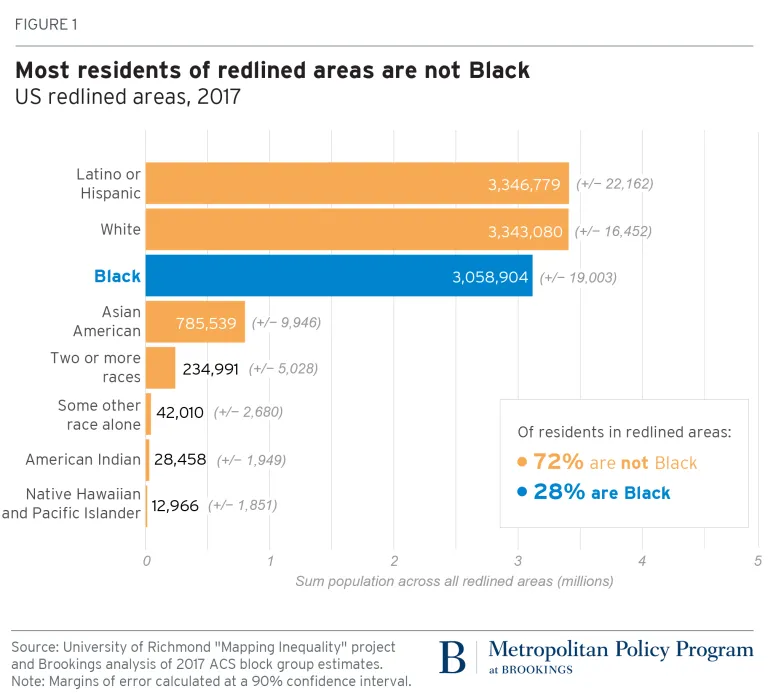 FIGURE 1
Most residents of redlined areas are not Black
US redlined areas, 2017
Latino or
Hispanic
3,346,779 (+/− 22,162)
White 3,343,080 (+/− 16,452)
Black 3,058,904 (+/− 19,003)
Asian
American
785,539 (+/− 9,946)
Two or more
races
234,991 (+/− 5,028)
Some other
race alone
42,010 (+/− 2,680)
American Indian 28,458 (+/− 1,949)
Native Hawaiian
and Pacific Islander
12,966 (+/− 1,851)
Of residents in redlined areas:
72% are not Black
28% are Black
0 1 2 3 4 5
Sum population across all redlined areas (millions)
Source: University of Richmond "Mapping Inequality" project
and Brookings analysis of 2017 ACS block group estimates.
Note: Margins of error calculated at a 90% confidence interval.
B
Metropolitan Policy Program
at BROOKINGS